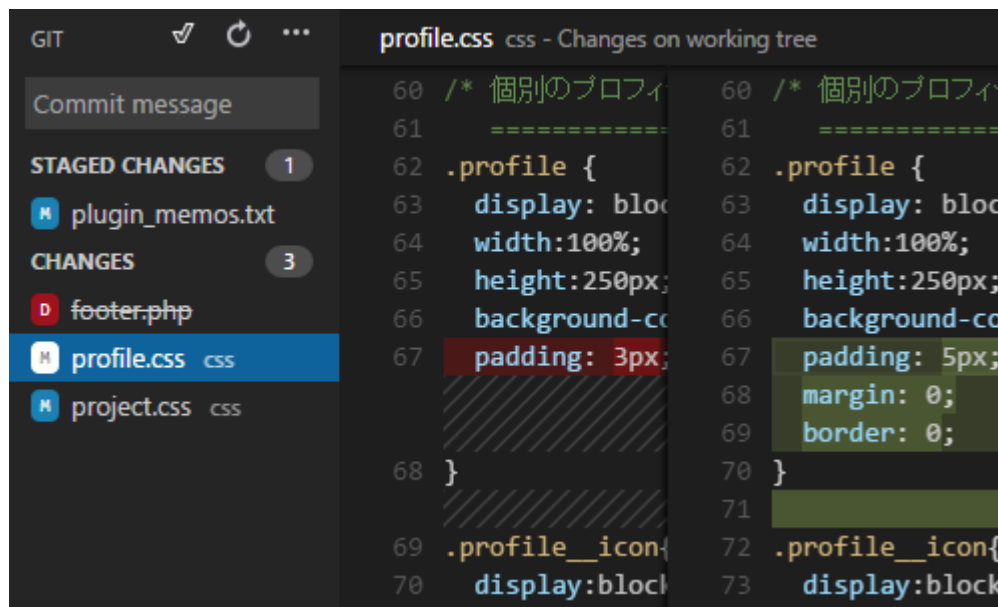 GIT
Commit message
STAGED CHANGES 1
M plugin_memos.txt
CHANGES 3
D footer.php
M profile.css css
M project.css css
profile.css css - Changes on working tree
60 /* 個別のプロフィ
61 ============
62 .profile {
63 display: bloc
64 width:100%;
65 height:250px;
66 background-co
67 padding: 3px;
68 }
69 .profile__icon{
70 display:block
60 /* 個別のプロフィ
61 ============
62 .profile {
63 display: bloc
64 width:100%;
65 height:250px;
66 background-co
67 padding: 5px;
68 margin: 0;
69 border: 0;
70 }
71
72 .profile__icon{
73 display:block